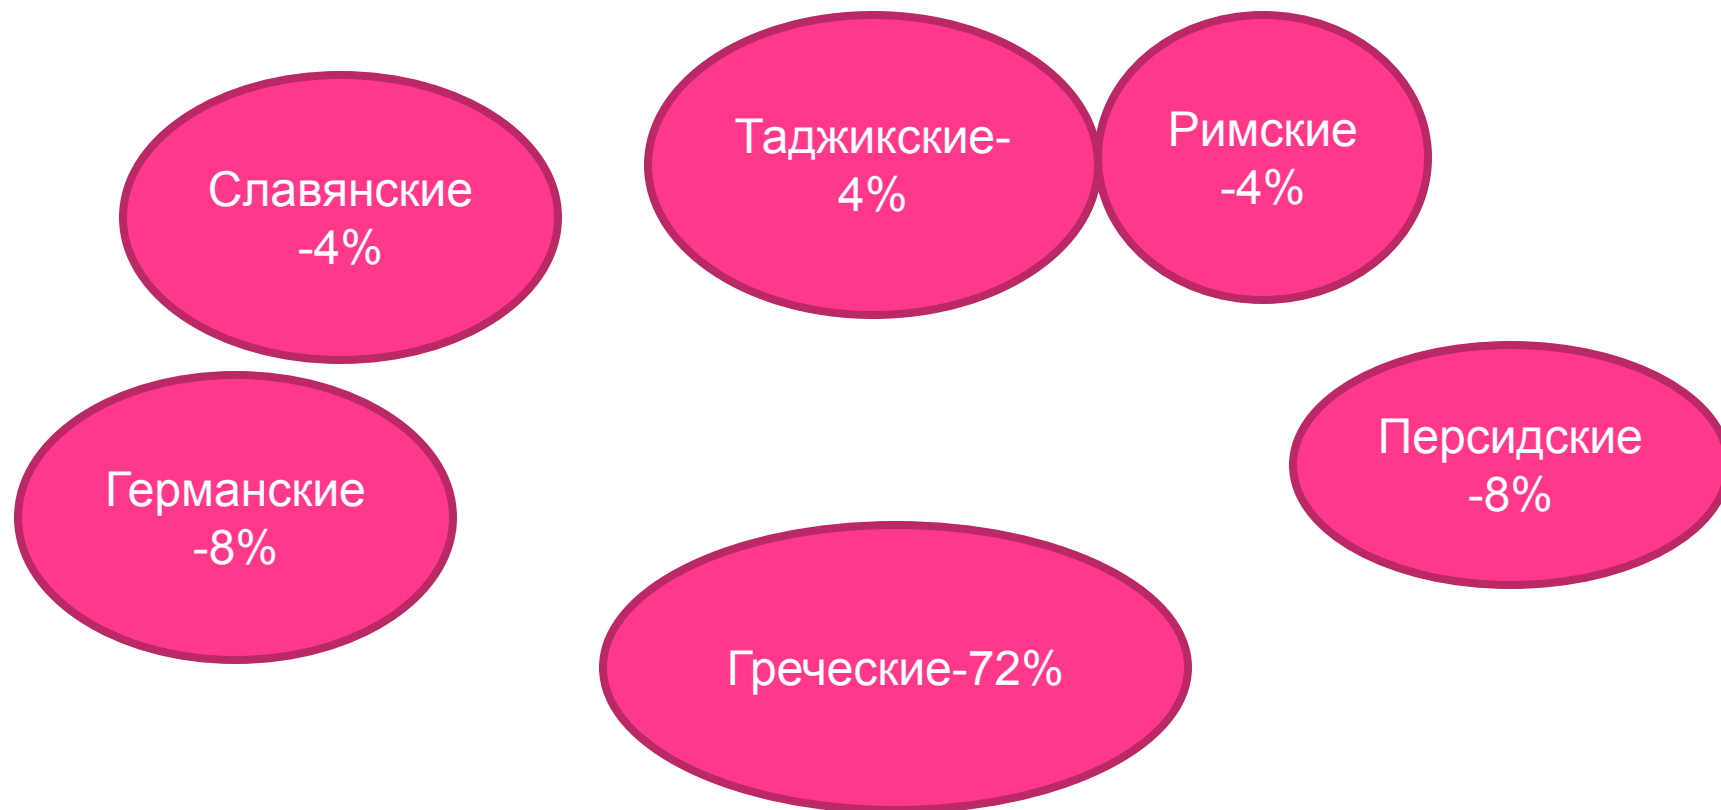 Славянские
-4%
Таджикские-
4%
Римские
-4%
Германские
-8%
Персидские
-8%
Греческие-72%